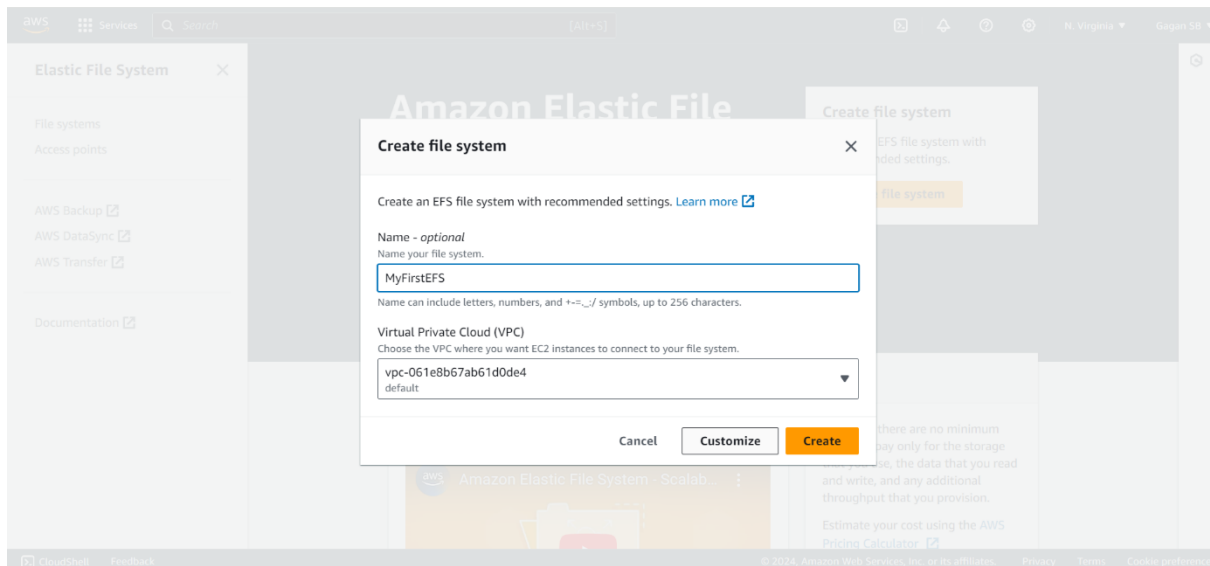 aws Services Search [Alt+S] N. Virginia Gagan SB
Elastic File System
File systems
Access points
AWS Backup
AWS DataSync
AWS Transfer
Documentation
Amazon Elastic File
Create file system
EFS file system with
file system
Create file system
Create an EFS file system with recommended settings. Learn more
Name - optional
Name your file system.
MyFirstEFS
Name can include letters, numbers, and +-=._:/ symbols, up to 256 characters.
Virtual Private Cloud (VPC)
Choose the VPC where you want EC2 instances to connect to your file system.
vpc-061e8b67ab61d0de4
default
Cancel Customize Create
there are no minimum
pay only for the storage
use, the data that you read
and write, and any additional
throughput that you provision.
Estimate your cost using the AWS
Pricing Calculator
aws Amazon Elastic File System - Scalab...
CloudShell Feedback © 2024, Amazon Web Services, Inc. or its affiliates. Privacy Terms Cookie preferences